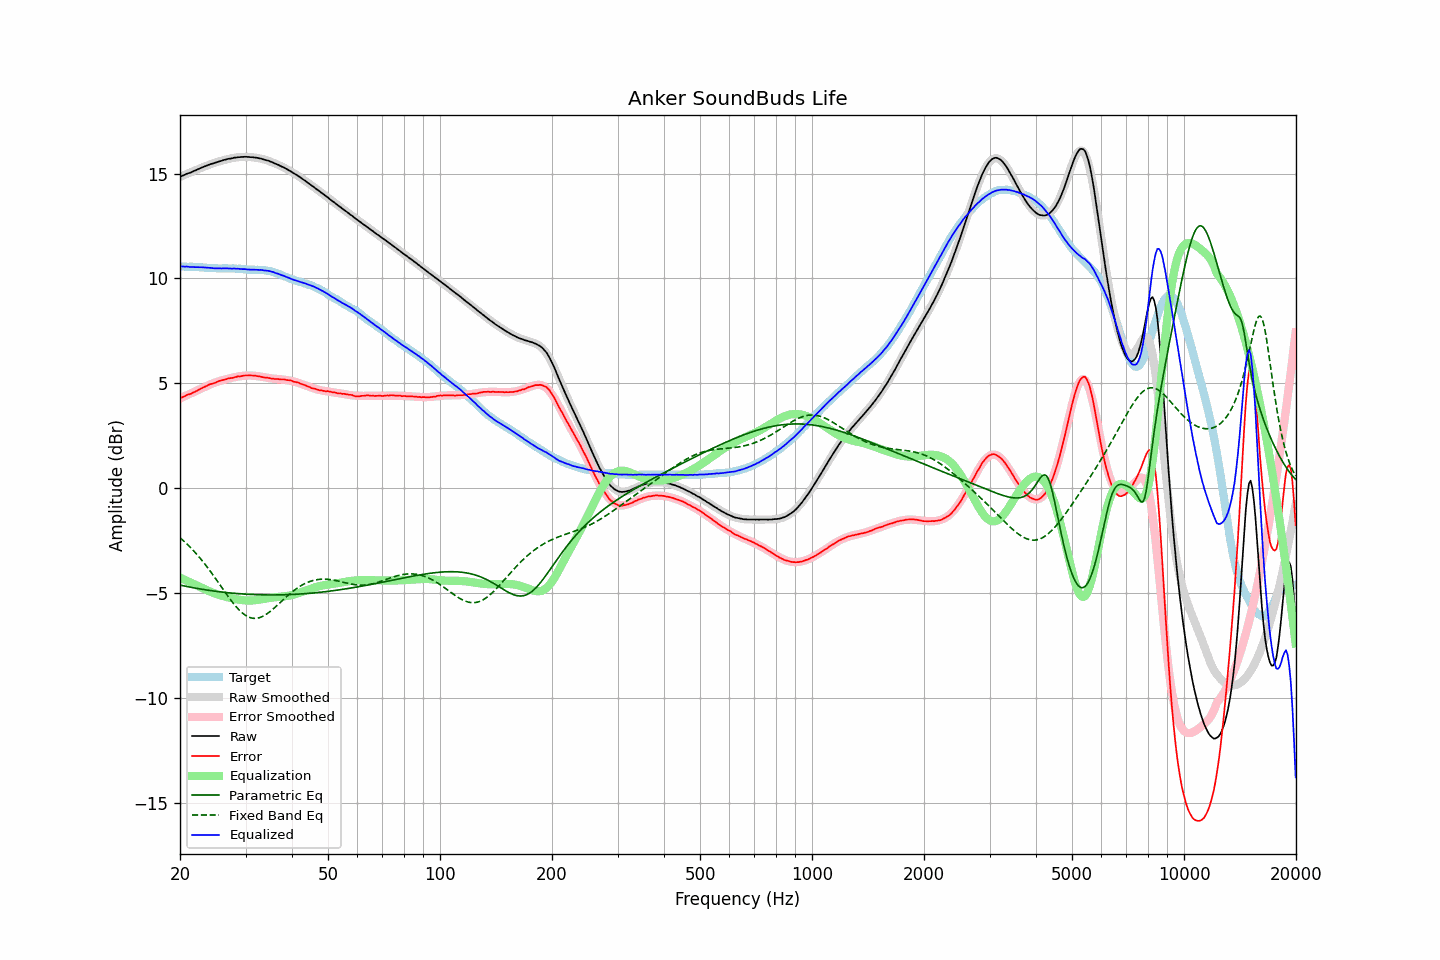 Anker SoundBuds Life
Amplitude (dBr)
15
10
5
0
−5
−10
−15
Target
Raw Smoothed
Error Smoothed
Raw
Error
Equalization
Parametric Eq
Fixed Band Eq
Equalized
20
50
100
200
500
1000
2000
5000
10000
20000
Frequency (Hz)